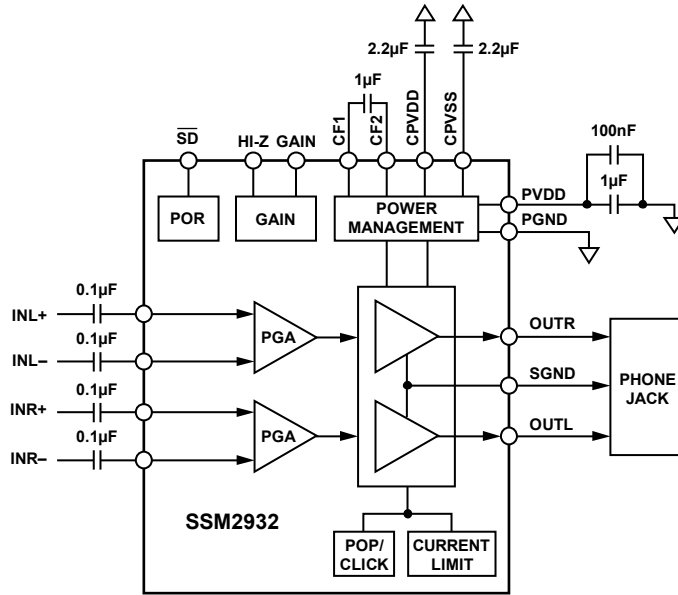 2.2µF
2.2µF
1µF
CF1
CF2
CPVDD
CPVSS
SD
HI-Z
GAIN
100nF
1µF
POR
GAIN
POWER
MANAGEMENT
PVDD
PGND
0.1µF
INL+
PGA
OUTR
0.1µF
INL–
SGND
PHONE
JACK
0.1µF
INR+
PGA
OUTL
0.1µF
INR–
SSM2932
POP/
CLICK
CURRENT
LIMIT